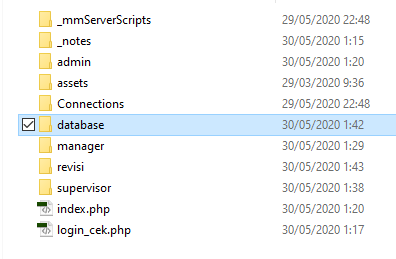 _mmServerScripts 29/05/2020 22:48
_notes 30/05/2020 1:15
admin 30/05/2020 1:20
assets 29/03/2020 9:36
Connections 29/05/2020 22:48
database 30/05/2020 1:42
manager 30/05/2020 1:29
revisi 30/05/2020 1:43
supervisor 30/05/2020 1:38
index.php 30/05/2020 1:20
login_cek.php 30/05/2020 1:17